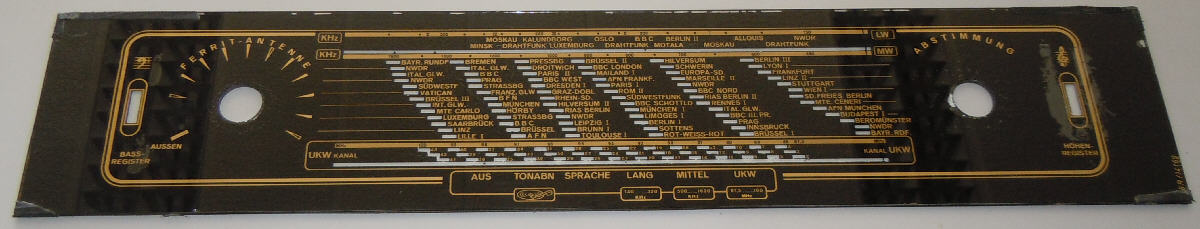 FERRIT-ANTENNE
AUSSEN
BASS-
REGISTER
KHz
MOSKAU KALUNDBORG OSLO BBC BERLIN II ALLOUIS NWDR
LW
MINSK-DRAHTFUNK LUXEMBURG DRAHTFUNK MOTALA MOSKAU DRAHTFUNK
KHz
MW
ABSTIMMUNG
BAYR. RUNDF
NWDR
ITAL. GLW.
NWDR
SÜDWESTF
VATICAN
BRÜSSEL III
INT. GLW.
MTE. CARLO
LUXEMBURG
SAARBRÜCK
LINZ
LILLE I
BREMEN
ITAL. GLW.
BBC
PRAG
STRASSBG
FRANZ. GLW
BFN
MÜNCHEN
HÖRBY
STRASSBG
BBC
BRÜSSEL
AFN
PRESSBG
DROITWICH
PARIS II
BBC WEST
DRESDEN I
GRAZ-DOBL
RHEIN-SD.
HILVERSUM II
RIAS BERLIN
NWDR
LEIPZIG I
BRUNN I
TOULOUSE I
BRÜSSEL II
BBC LONDON
MAILAND I
AFN FRANKF.
PARIS I
ROM II
SÜDWESTFUNK
BBC SCHOTTLD
MÜNCHEN I
LIMOGES I
BERLIN I
SOTTENS
ROT-WEISS-ROT
HILVERSUM
SCHWERIN
EUROPA-SD
MARSEILLE II
NWDR
BBC NORD
RIAS BERLIN II
RENNES I
ITAL. GLW.
BBC III. PR.
PRAG
INNSBRUCK
BRÜSSEL I
BERLIN III
LYON I
FRANKFURT
LINZ II
STUTTGART
WIEN I
SD. FREIES BERLIN
MTE. CENERI
AFN MÜNCHEN
BUDAPEST I
BEROMÜNSTER
NWDR
BAYR. RDF
UKW KANAL
MHz
KANAL UKW
HÖHEN-
REGISTER
AUS TONABN SPRACHE LANG MITTEL UKW
KHz
KHz
MHz